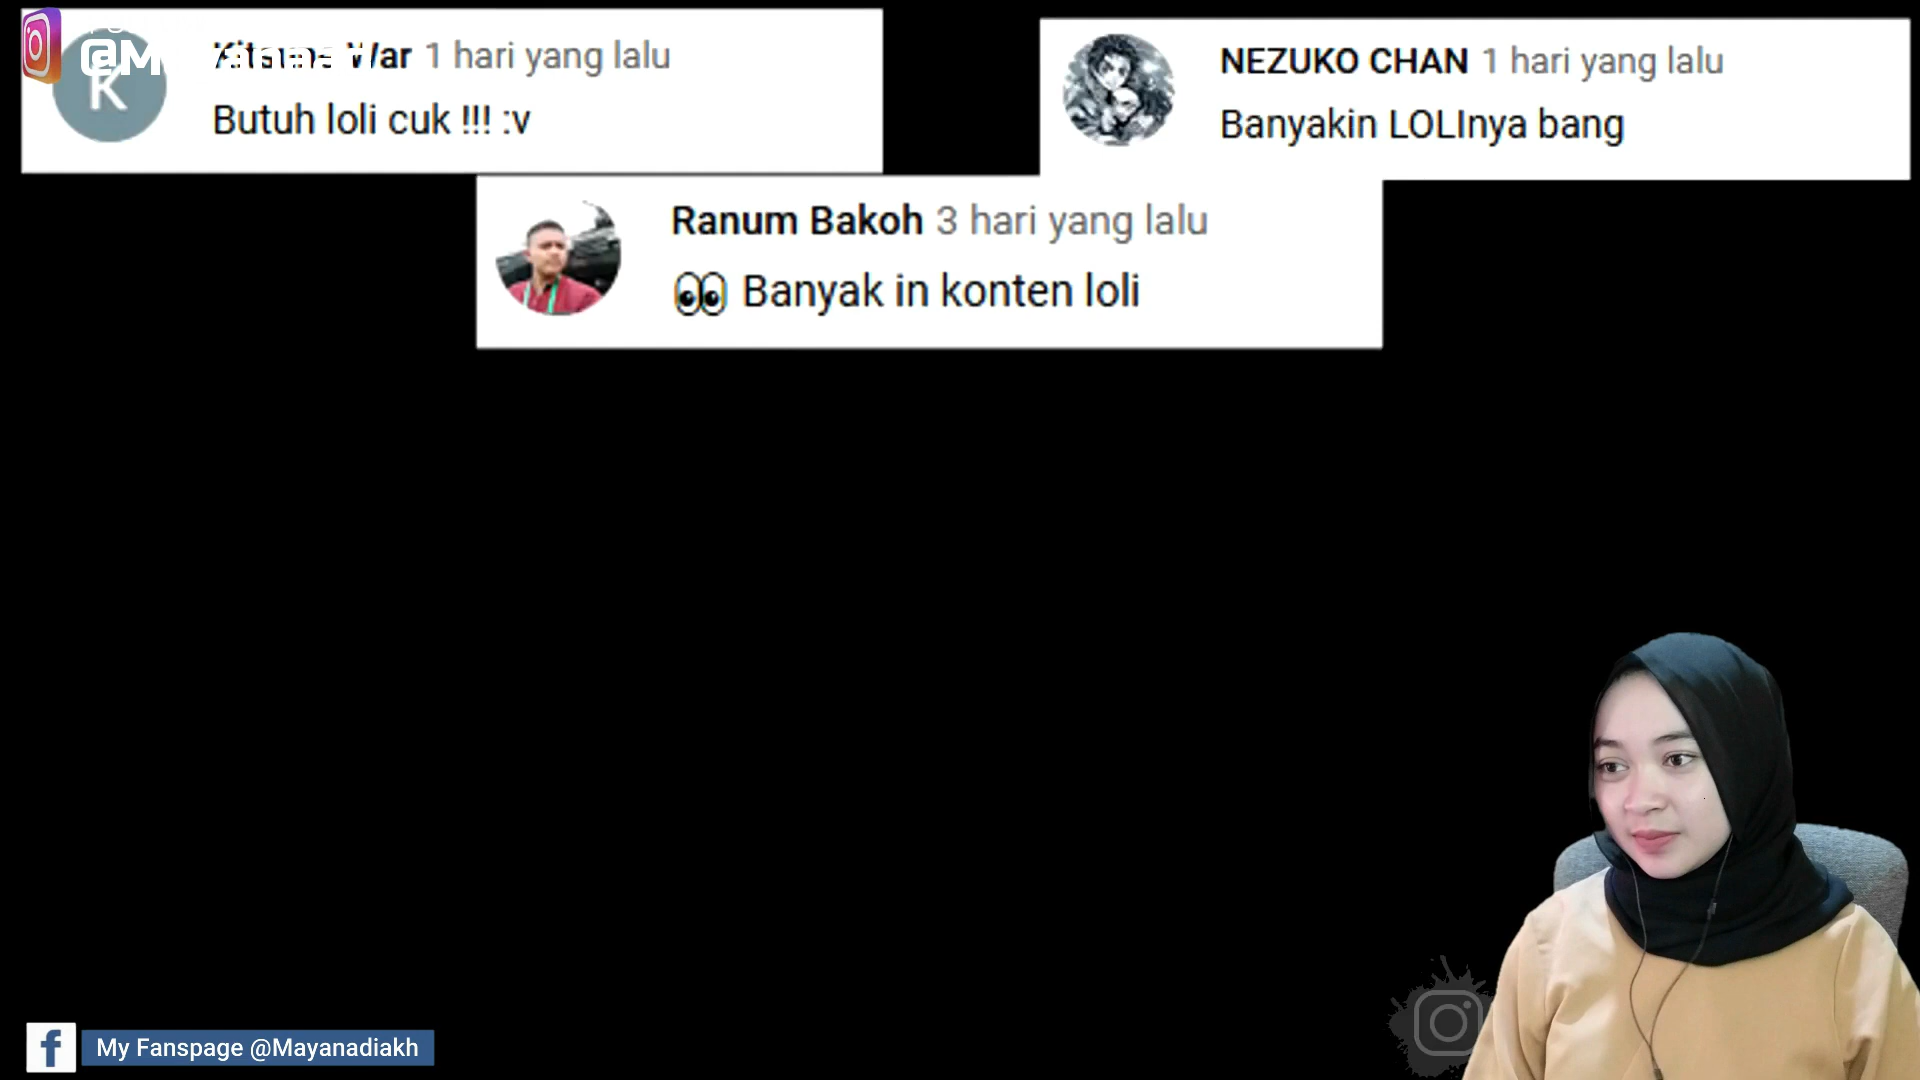 War 1 hari yang lalu
Butuh loli cuk !!! :v
K
NEZUKO CHAN 1 hari yang lalu
Banyakin LOLInya bang
Ranum Bakoh 3 hari yang lalu
👀 Banyak in konten loli
f My Fanspage @Mayanadiakh